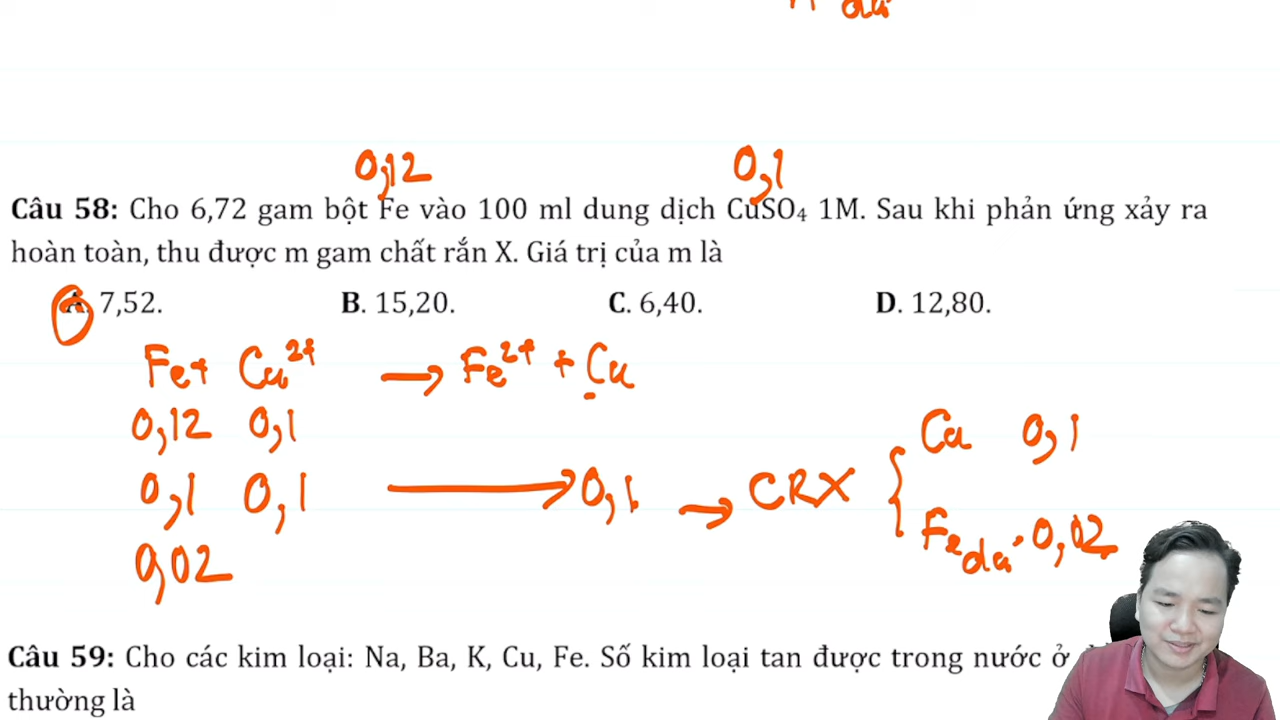 dư
0,12 0,1
Câu 58: Cho 6,72 gam bột Fe vào 100 ml dung dịch CuSO₄ 1M. Sau khi phản ứng xảy ra
hoàn toàn, thu được m gam chất rắn X. Giá trị của m là
A. 7,52. B. 15,20. C. 6,40. D. 12,80.
Fe + Cu²⁺ → Fe²⁺ + Cu
0,12 0,1
Cu 0,1
0,1 0,1 → 0,1 → CRX {
Fe dư 0,02
0,02
Câu 59: Cho các kim loại: Na, Ba, K, Cu, Fe. Số kim loại tan được trong nước ở
thường là